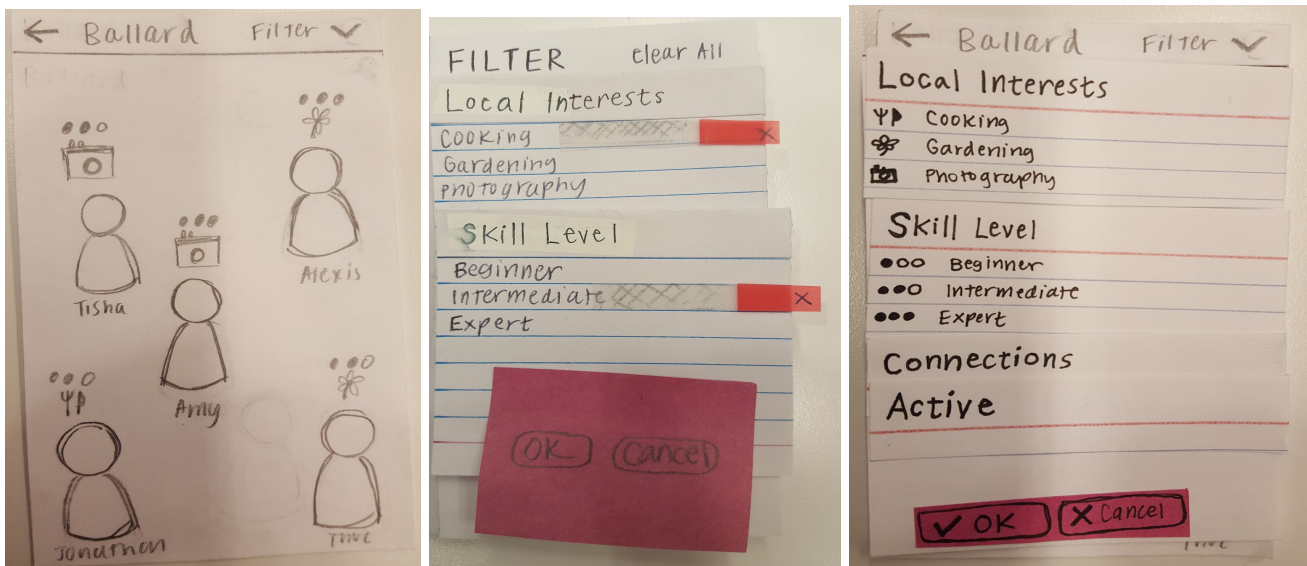 ← Ballard Filter ✓
Tisha
Alexis
Amy
Jonathan
FILTER clear All
Local Interests
Cooking X
Gardening
Photography
Skill Level
Beginner
Intermediate X
Expert
OK Cancel
← Ballard Filter ✓
Local Interests
Cooking
Gardening
Photography
Skill Level
●○○ Beginner
●●○ Intermediate
●●● Expert
Connections
Active
✓ OK X Cancel